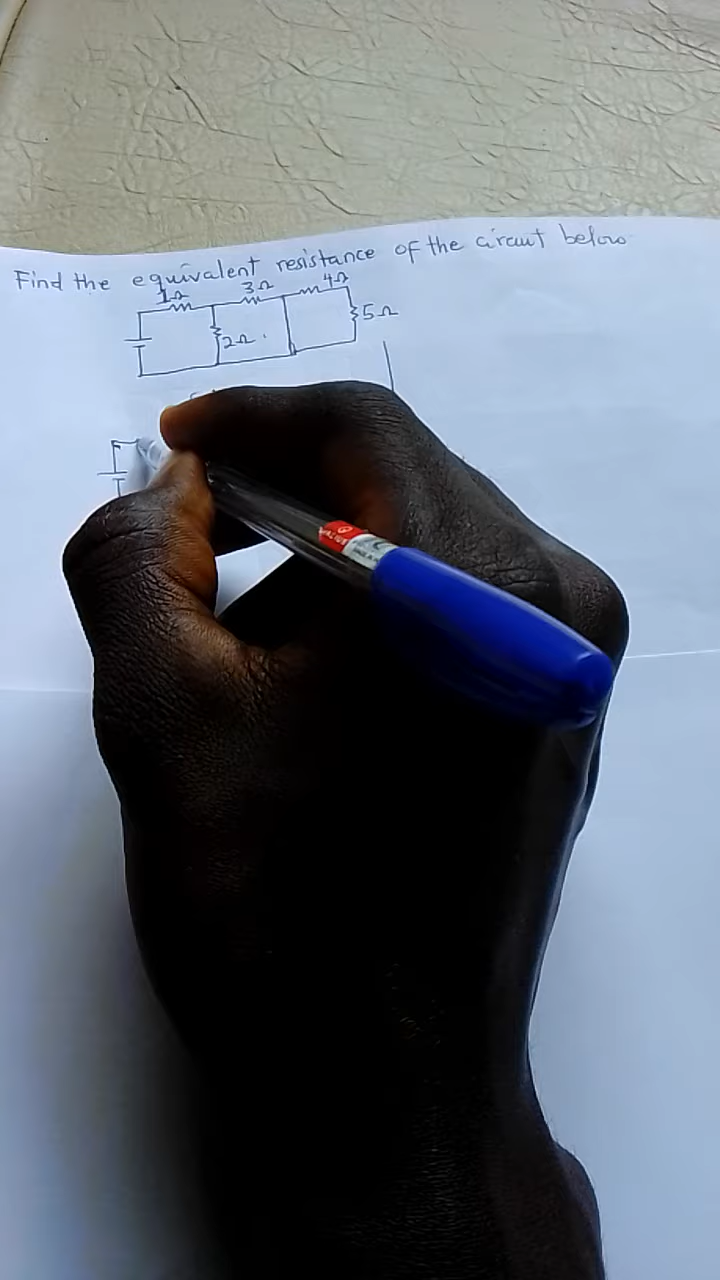 Find the equivalent resistance of the circuit below
1Ω 3Ω 4Ω
2Ω 5Ω